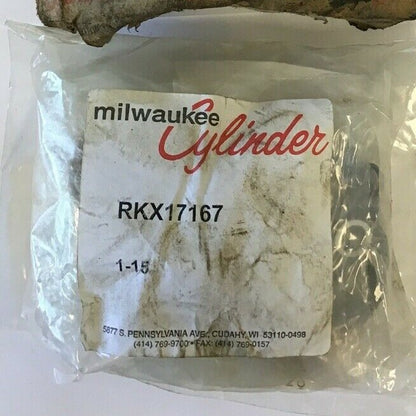 milwaukee
Cylinder
RKX17167
1-15
5877 S. PENNSYLVANIA AVE., CUDAHY, WI 53110-0498
(414) 769-9700 • FAX: (414) 769-0157